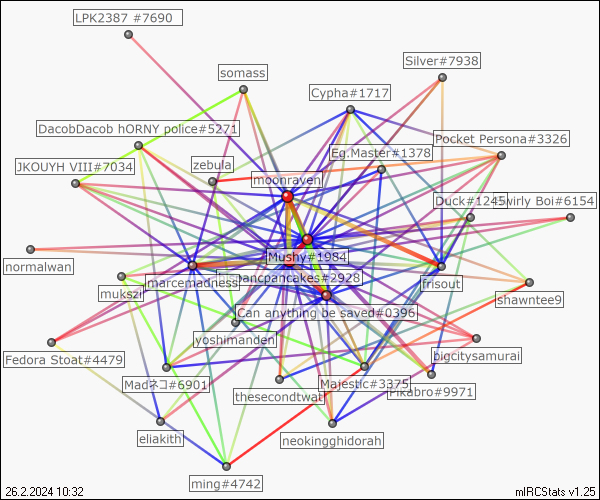 LPK2387 #7690
Silver#7938
somass
Cypha#1717
DacobDacob hORNY police#5271
Pocket Persona#3326
Eg.Master#1378
zebula
JKOUYH VIII#7034
moonraven
Duck#1245
wirly Boi#6154
Mushy#1984
normalwan
marcemadness
bancpancakes#2928
frisout
mukszi
shawntee9
Can anything be saved#0396
yoshimanden
Fedora Stoat#4479
bigcitysamurai
Madネコ#6901
Majestic#3375
Pikabro#9971
thesecondtwat
eliakith
neokingghidorah
ming#4742
26.2.2024 10:32
mIRCStats v1.25